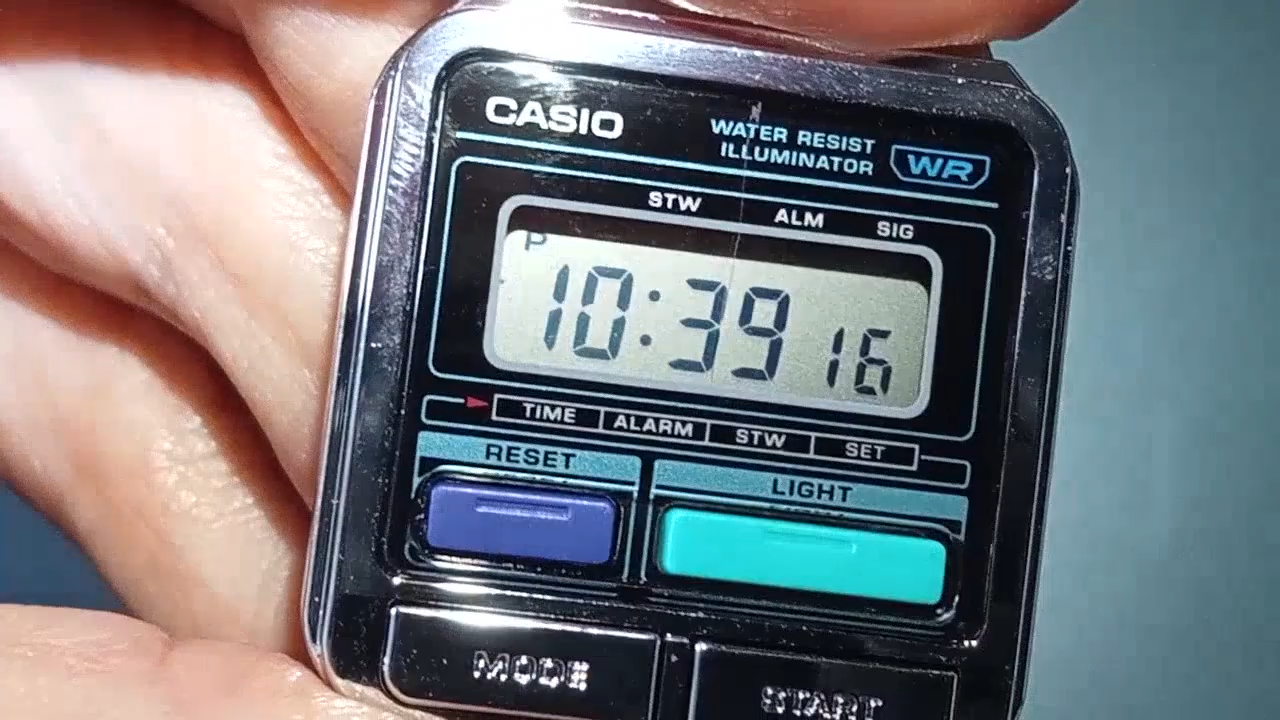 CASIO
WATER RESIST
ILLUMINATOR
WR
STW ALM SIG
P
10:39 16
TIME ALARM STW SET
RESET
LIGHT
MODE
START